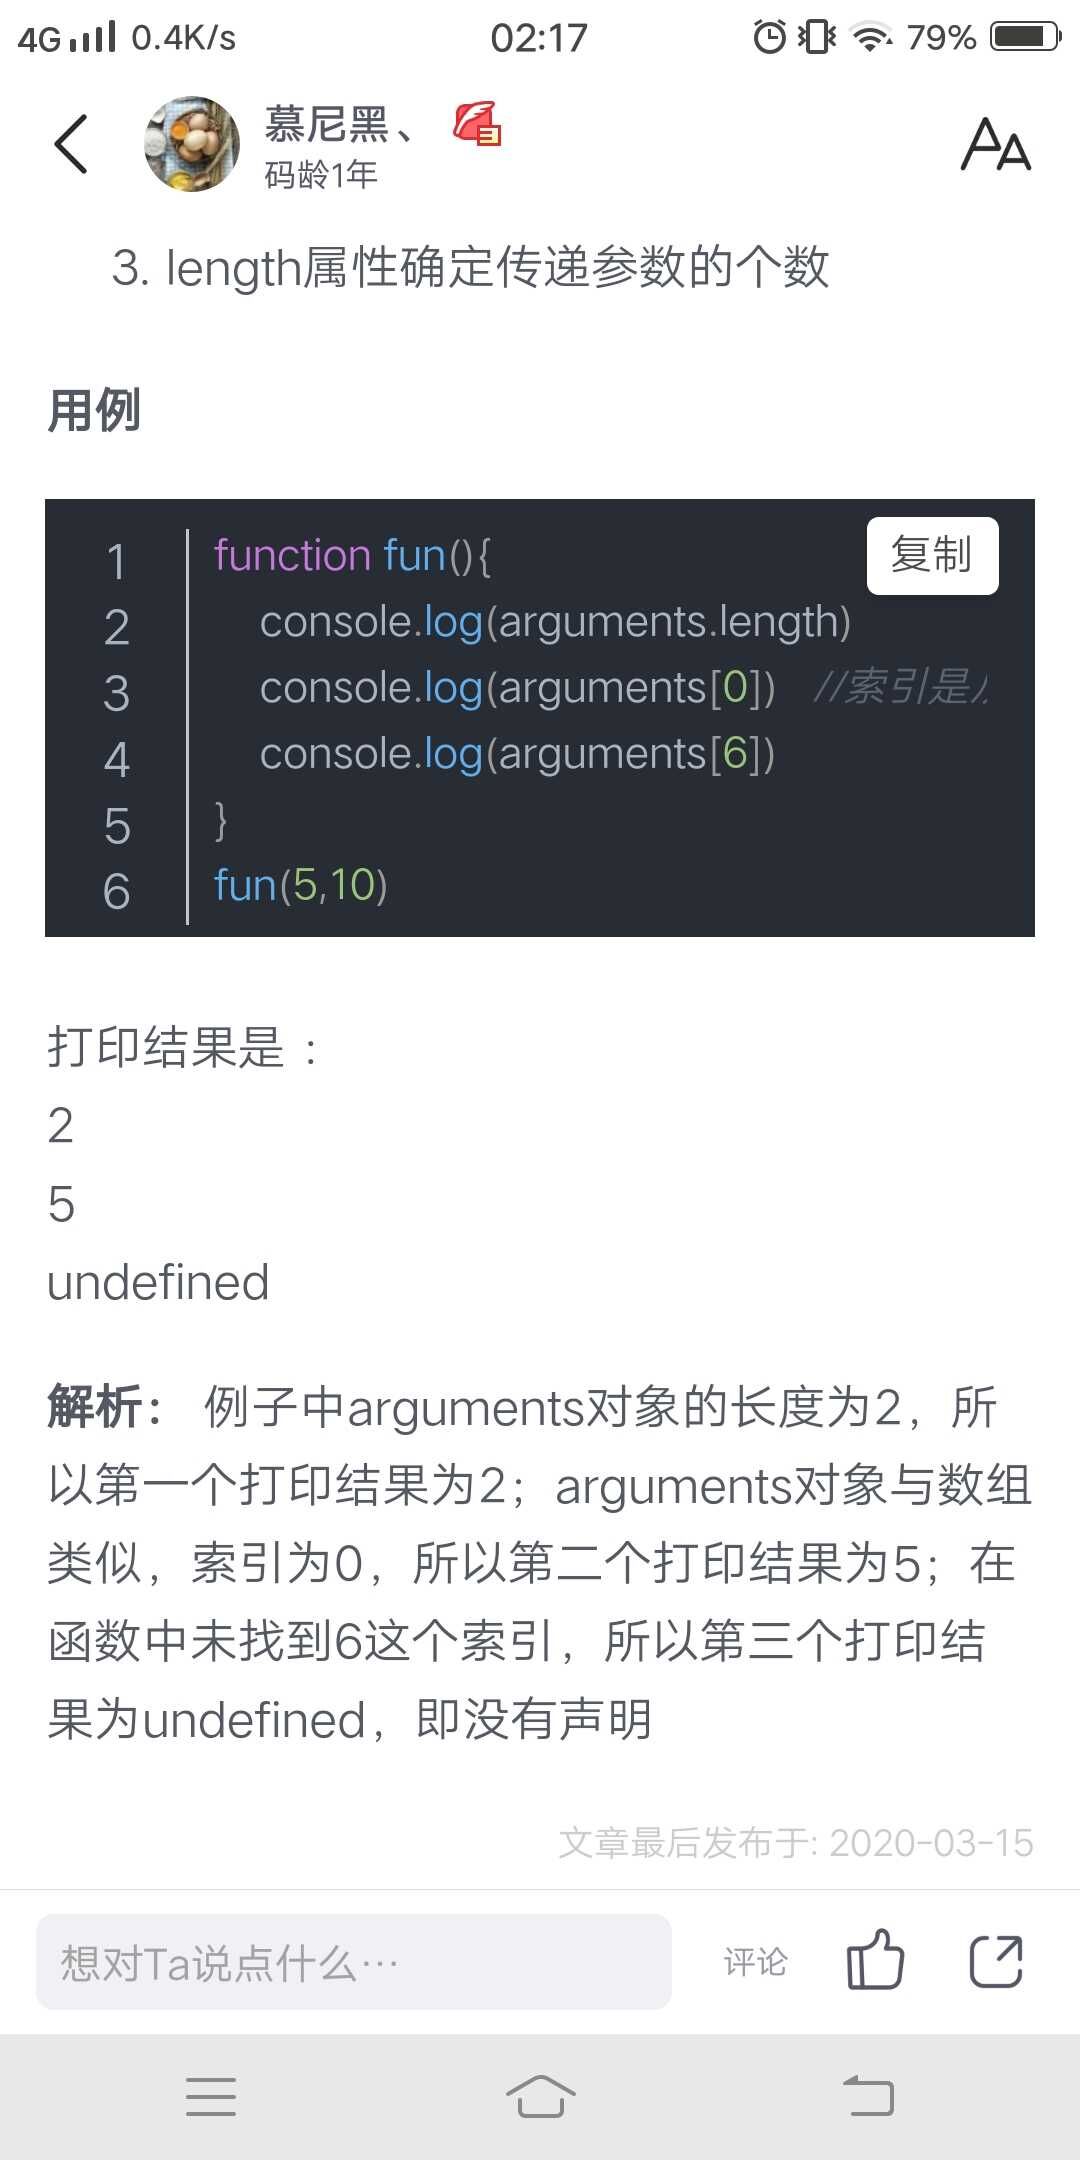 4G 0.4K/s 02:17 79%
慕尼黑、
码龄1年
3. length属性确定传递参数的个数
用例
复制
1 function fun(){
2 console.log(arguments.length)
3 console.log(arguments[0]) //索引是
4 console.log(arguments[6])
5 }
6 fun(5,10)
打印结果是 :
2
5
undefined
解析： 例子中arguments对象的长度为2，所
以第一个打印结果为2；arguments对象与数组
类似，索引为0，所以第二个打印结果为5；在
函数中未找到6这个索引，所以第三个打印结
果为undefined，即没有声明
文章最后发布于: 2020-03-15
想对Ta说点什么…
评论